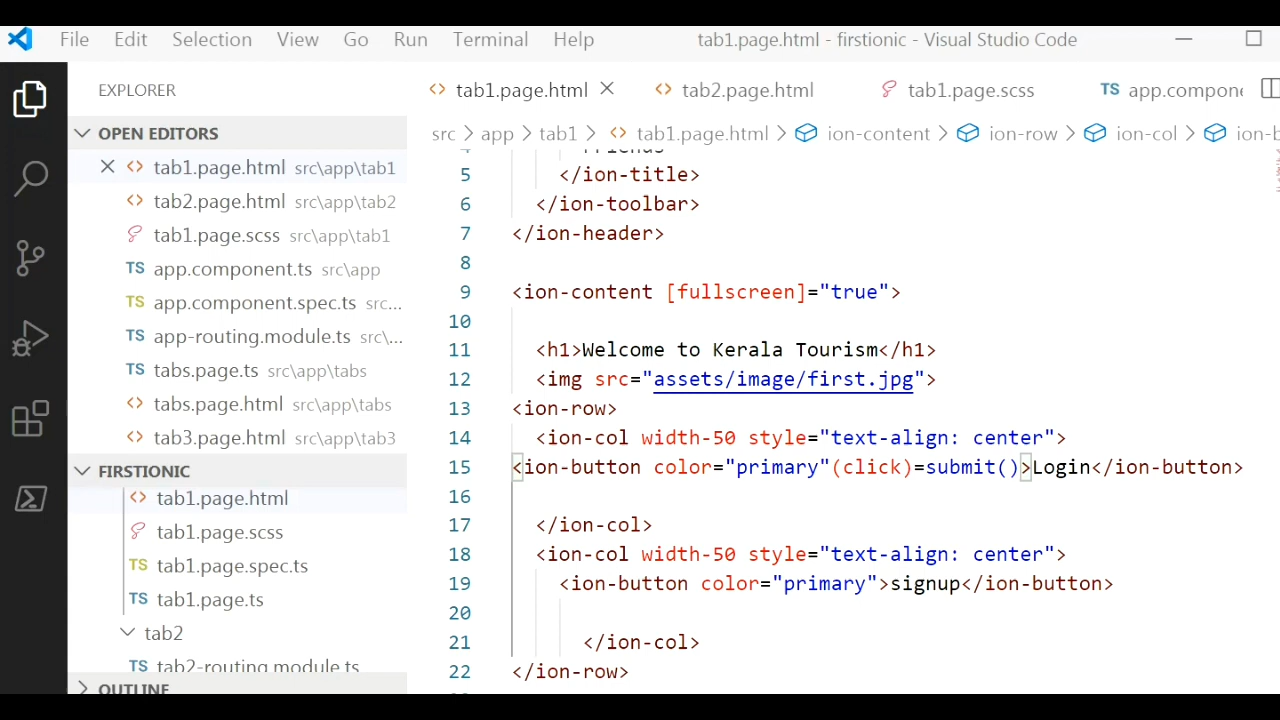 File Edit Selection View Go Run Terminal Help tab1.page.html - firstionic - Visual Studio Code
EXPLORER
OPEN EDITORS
tab1.page.html src\app\tab1
tab2.page.html src\app\tab2
tab1.page.scss src\app\tab1
TS app.component.ts src\app
TS app.component.spec.ts src...
TS app-routing.module.ts src\...
TS tabs.page.ts src\app\tabs
tabs.page.html src\app\tabs
tab3.page.html src\app\tab3
FIRSTIONIC
tab1.page.html
tab1.page.scss
TS tab1.page.spec.ts
TS tab1.page.ts
tab2
TS tab2-routing.module.ts
OUTLINE
tab1.page.html tab2.page.html tab1.page.scss TS app.compone
src > app > tab1 > tab1.page.html > ion-content > ion-row > ion-col > ion-b
4 Friends
5 </ion-title>
6 </ion-toolbar>
7 </ion-header>
8
9 <ion-content [fullscreen]="true">
10
11 <h1>Welcome to Kerala Tourism</h1>
12 <img src="assets/image/first.jpg">
13 <ion-row>
14 <ion-col width-50 style="text-align: center">
15 <ion-button color="primary"(click)=submit()>Login</ion-button>
16
17 </ion-col>
18 <ion-col width-50 style="text-align: center">
19 <ion-button color="primary">signup</ion-button>
20
21 </ion-col>
22 </ion-row>